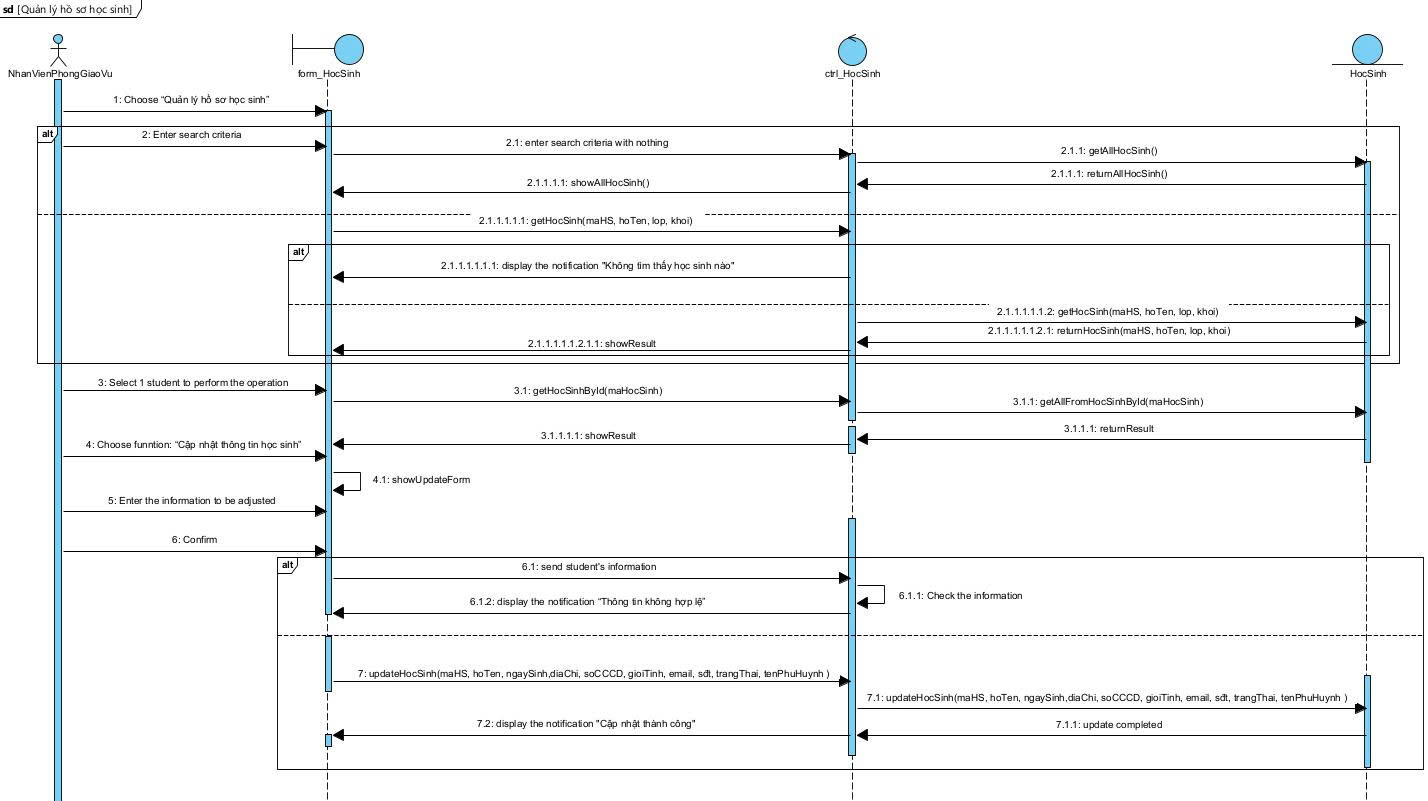 sd [Quản lý hồ sơ học sinh]
NhanVienPhongGiaoVu
form_HocSinh
ctrl_HocSinh
HocSinh
1: Choose “Quản lý hồ sơ học sinh”
alt
2: Enter search criteria
2.1: enter search criteria with nothing
2.1.1: getAllHocSinh()
2.1.1.1: returnAllHocSinh()
2.1.1.1.1: showAllHocSinh()
2.1.1.1.1.1: getHocSinh(maHS, hoTen, lop, khoi)
alt
2.1.1.1.1.1.1: display the notification "Không tìm thấy học sinh nào"
2.1.1.1.1.1.2: getHocSinh(maHS, hoTen, lop, khoi)
2.1.1.1.1.1.2.1: returnHocSinh(maHS, hoTen, lop, khoi)
2.1.1.1.1.1.2.1.1: showResult
3: Select 1 student to perform the operation
3.1: getHocSinhById(maHocSinh)
3.1.1: getAllFromHocSinhById(maHocSinh)
3.1.1.1: returnResult
3.1.1.1.1: showResult
4: Choose funntion: “Cập nhật thông tin học sinh”
4.1: showUpdateForm
5: Enter the information to be adjusted
6: Confirm
alt
6.1: send student's information
6.1.1: Check the information
6.1.2: display the notification “Thông tin không hợp lệ”
7: updateHocSinh(maHS, hoTen, ngaySinh,diaChi, soCCCD, gioiTinh, email, sđt, trangThai, tenPhuHuynh )
7.1: updateHocSinh(maHS, hoTen, ngaySinh,diaChi, soCCCD, gioiTinh, email, sđt, trangThai, tenPhuHuynh )
7.2: display the notification "Cập nhật thành công"
7.1.1: update completed